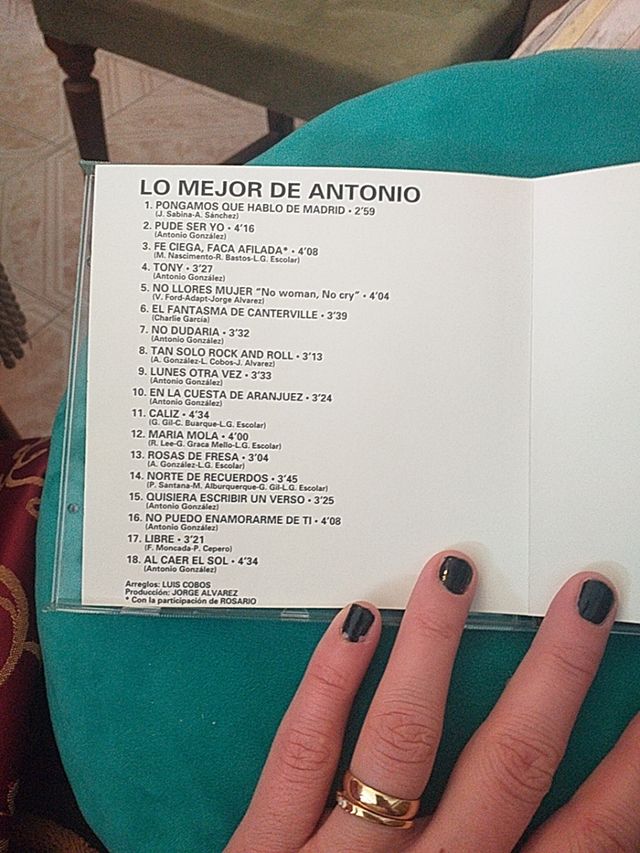 LO MEJOR DE ANTONIO
1. PONGAMOS QUE HABLO DE MADRID • 2'59
(J. Sabina-A. Sánchez)
2. PUDE SER YO • 4'16
(Antonio González)
3. FE CIEGA, FACA AFILADA* • 4'08
(M. Nascimento-R. Bastos-L.G. Escolar)
4. TONY • 3'27
(Antonio González)
5. NO LLORES MUJER "No woman, No cry" • 4'04
(V. Ford-Adapt-Jorge Alvarez)
6. EL FANTASMA DE CANTERVILLE • 3'39
(Charlie García)
7. NO DUDARIA • 3'32
(Antonio González)
8. TAN SOLO ROCK AND ROLL • 3'13
(A. González-L. Cobos-J. Alvarez)
9. LUNES OTRA VEZ • 3'33
(Antonio González)
10. EN LA CUESTA DE ARANJUEZ • 3'24
(Antonio González)
11. CALIZ • 4'34
(G. Gil-C. Buarque-L.G. Escolar)
12. MARIA MOLA • 4'00
(R. Lee-G. Graca Mello-L.G. Escolar)
13. ROSAS DE FRESA • 3'04
(A. González-L.G. Escolar)
14. NORTE DE RECUERDOS • 3'45
(P. Santana-M. Alburquerque-G. Gil-L.G. Escolar)
15. QUISIERA ESCRIBIR UN VERSO • 3'25
(Antonio González)
16. NO PUEDO ENAMORARME DE TI • 4'08
(Antonio González)
17. LIBRE • 3'21
(F. Moncada-P. Cepero)
18. AL CAER EL SOL • 4'34
(Antonio González)
Arreglos: LUIS COBOS
Producción: JORGE ALVAREZ
* Con la participación de ROSARIO